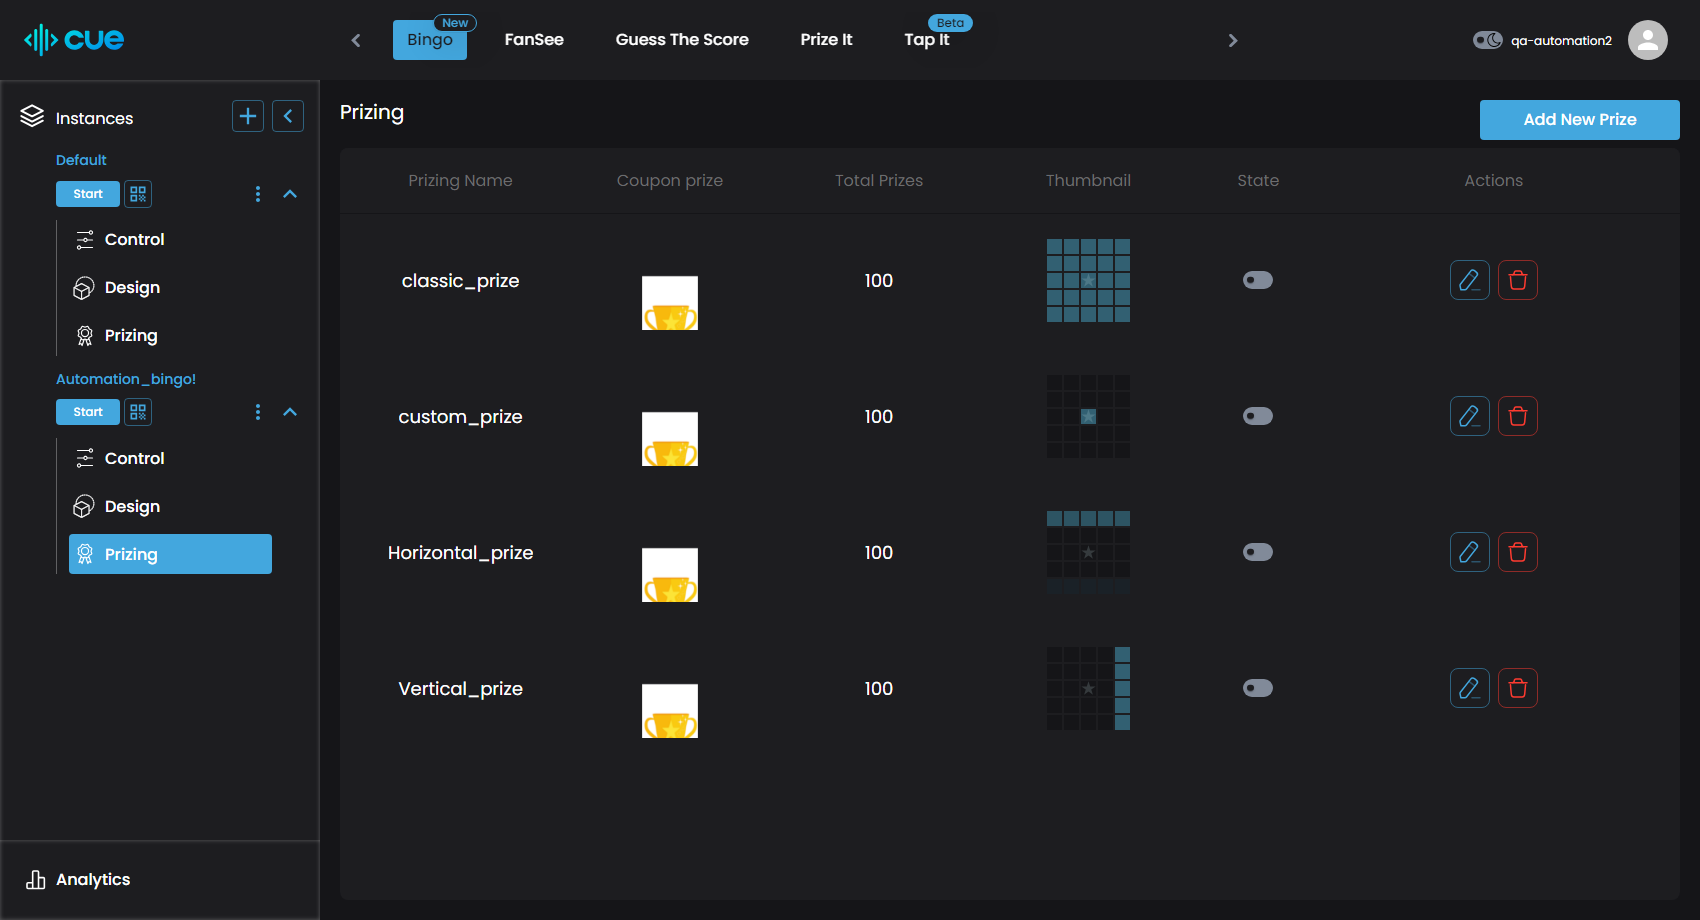 cue
Bingo
New
FanSee
Guess The Score
Prize It
Tap It
Beta
qa-automation2
Instances
Default
Start
Control
Design
Prizing
Automation_bingo!
Start
Control
Design
Prizing
Analytics
Prizing
Add New Prize
Prizing Name Coupon prize Total Prizes Thumbnail State Actions
classic_prize 100
custom_prize 100
Horizontal_prize 100
Vertical_prize 100